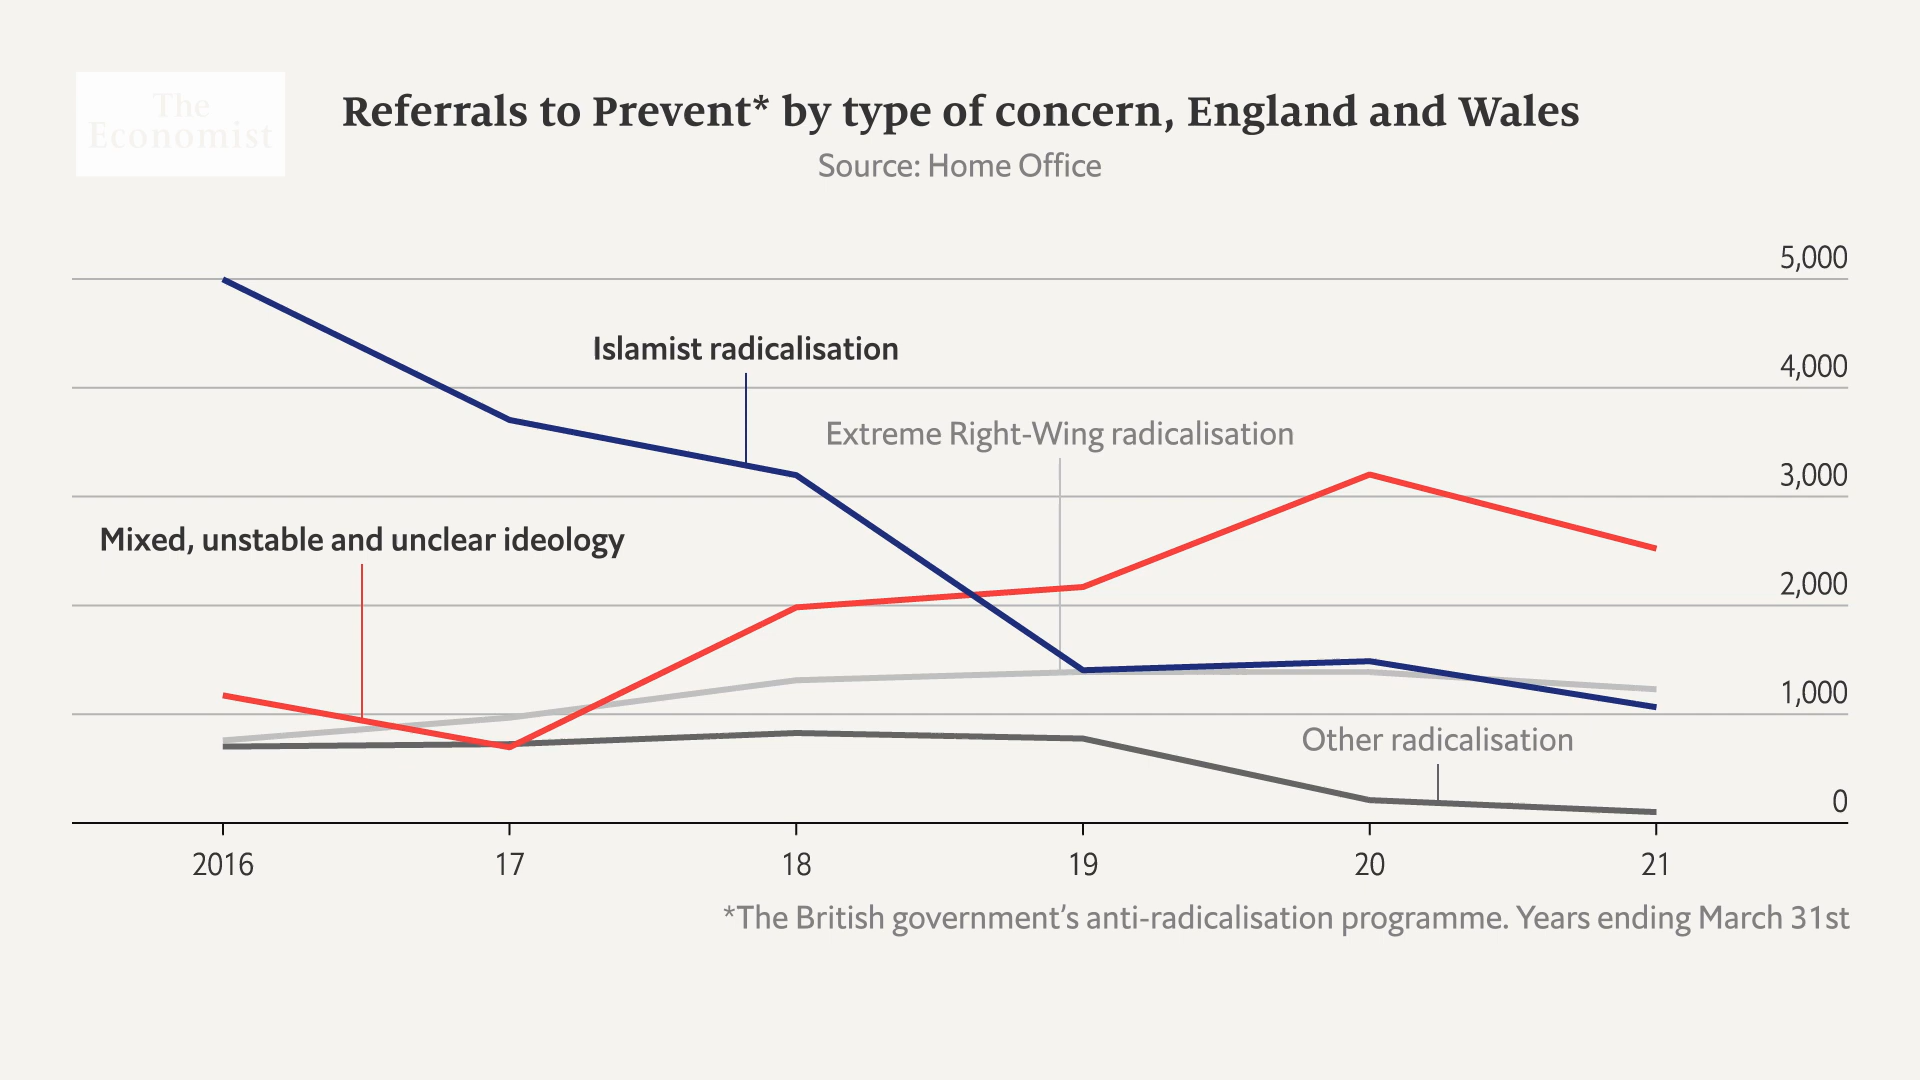 The
Economist
Referrals to Prevent* by type of concern, England and Wales
Source: Home Office
5,000
Islamist radicalisation
4,000
Extreme Right-Wing radicalisation
3,000
Mixed, unstable and unclear ideology
2,000
1,000
Other radicalisation
0
2016 17 18 19 20 21
*The British government’s anti-radicalisation programme. Years ending March 31st